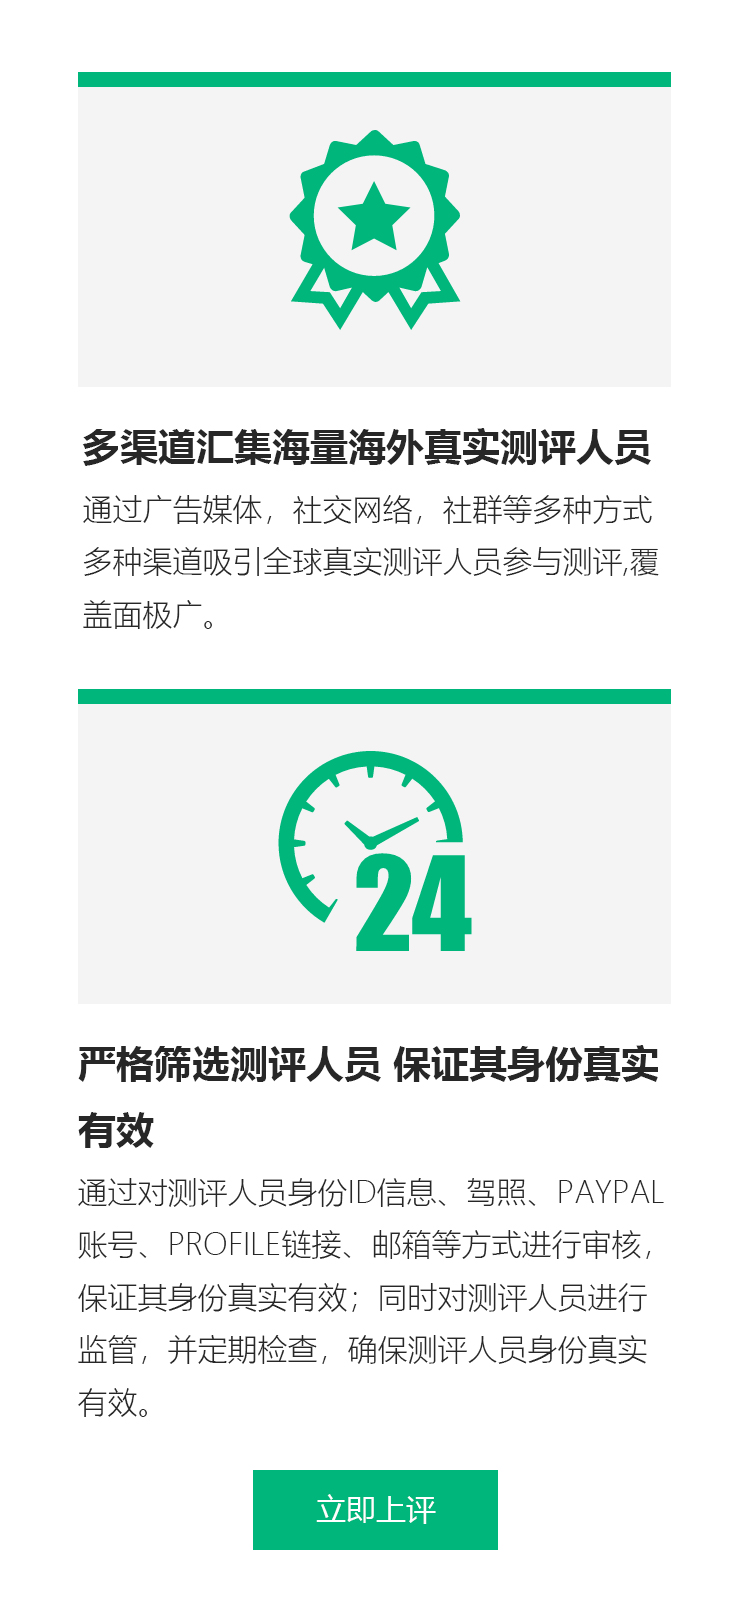 多渠道汇集海量海外真实测评人员
通过广告媒体，社交网络，社群等多种方式
多种渠道吸引全球真实测评人员参与测评,覆
盖面极广。
24
严格筛选测评人员 保证其身份真实
有效
通过对测评人员身份ID信息、驾照、PAYPAL
账号、PROFILE链接、邮箱等方式进行审核，
保证其身份真实有效；同时对测评人员进行
监管，并定期检查，确保测评人员身份真实
有效。
立即上评